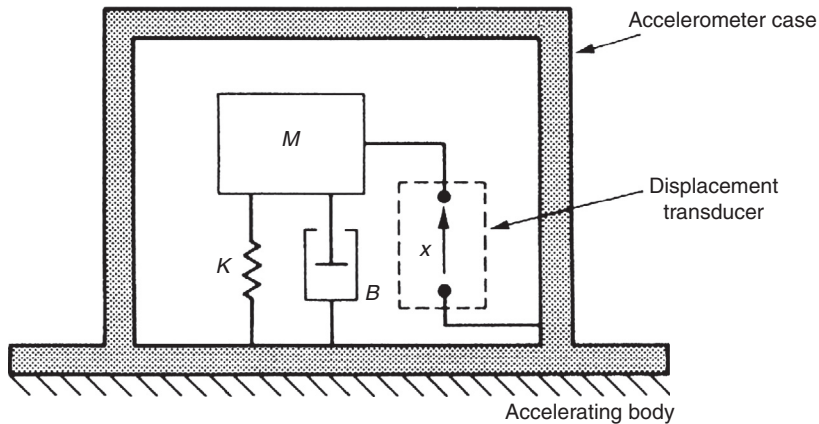 Accelerometer case
M
Displacement
transducer
K
x
B
Accelerating body